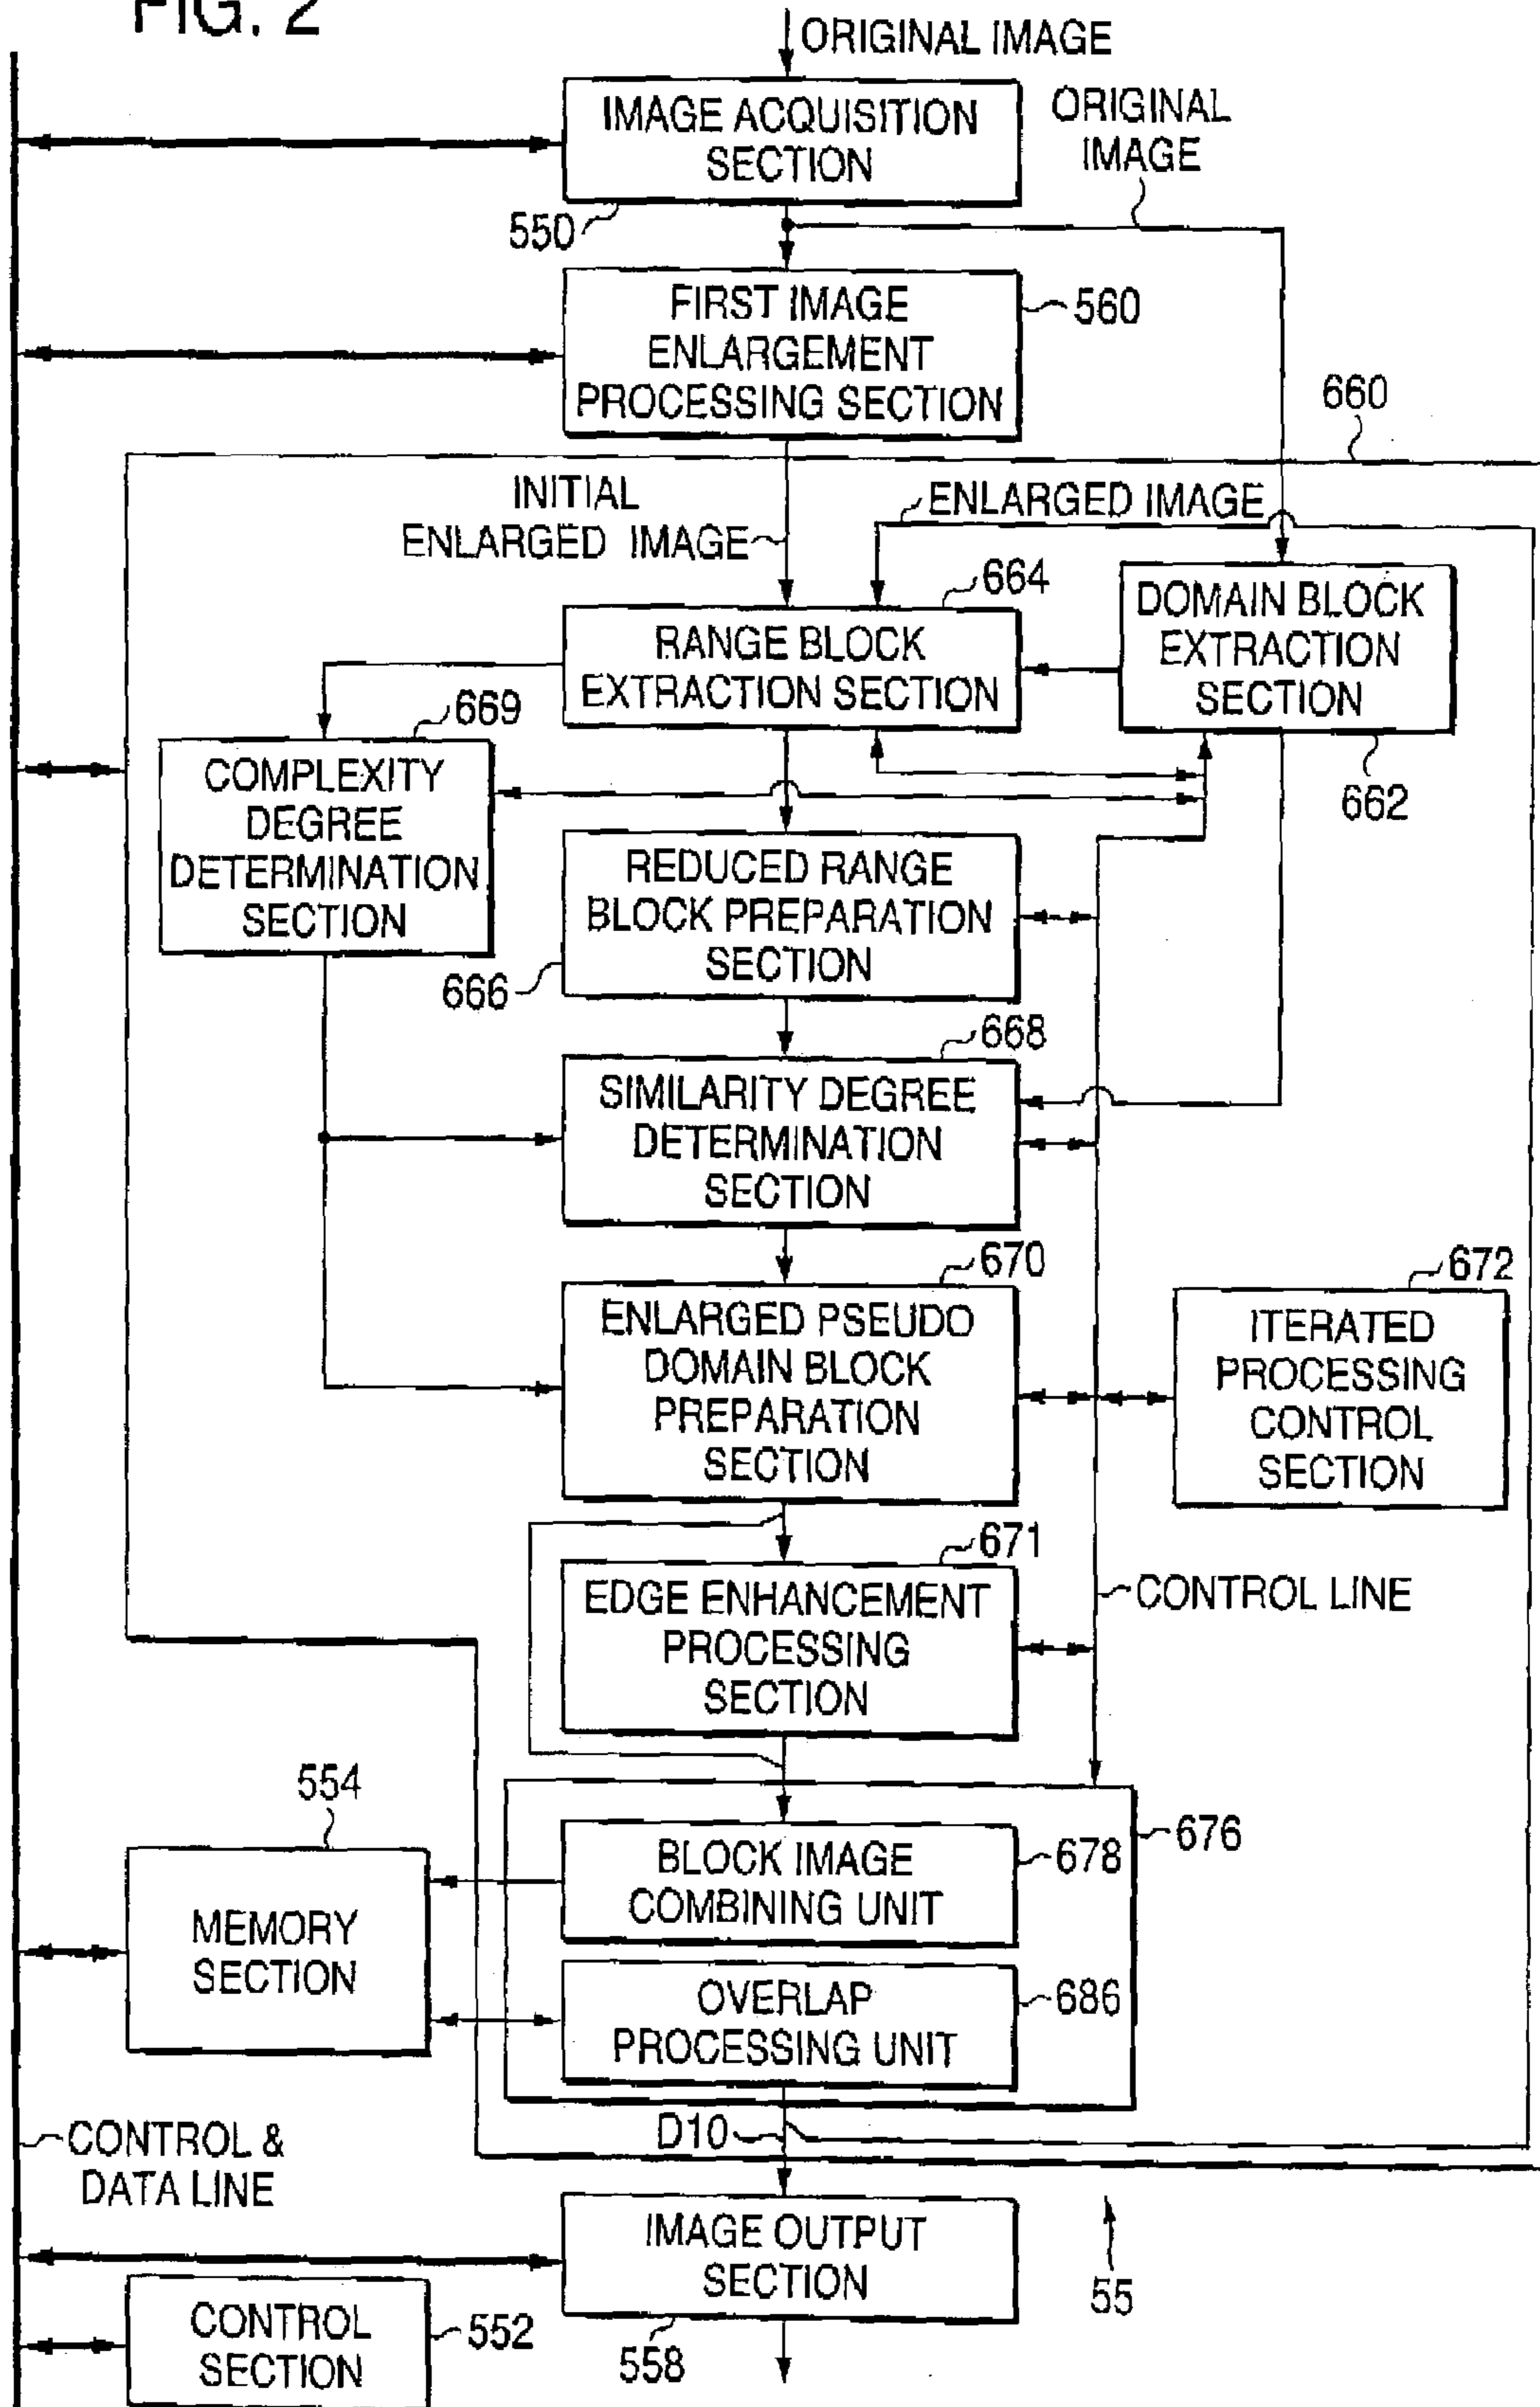 FIG. 2
ORIGINAL IMAGE
IMAGE ACQUISITION
SECTION
550
ORIGINAL
IMAGE
FIRST IMAGE
ENLARGEMENT
PROCESSING SECTION
560
660
INITIAL
ENLARGED IMAGE
ENLARGED IMAGE
664
RANGE BLOCK
EXTRACTION SECTION
DOMAIN BLOCK
EXTRACTION
SECTION
662
669
COMPLEXITY
DEGREE
DETERMINATION
SECTION
REDUCED RANGE
BLOCK PREPARATION
SECTION
666
668
SIMILARITY DEGREE
DETERMINATION
SECTION
670
ENLARGED PSEUDO
DOMAIN BLOCK
PREPARATION
SECTION
672
ITERATED
PROCESSING
CONTROL
SECTION
671
EDGE ENHANCEMENT
PROCESSING
SECTION
CONTROL LINE
554
MEMORY
SECTION
676
BLOCK IMAGE
COMBINING UNIT
678
OVERLAP
PROCESSING UNIT
686
D10
CONTROL &
DATA LINE
IMAGE OUTPUT
SECTION
558
55
CONTROL
SECTION
552